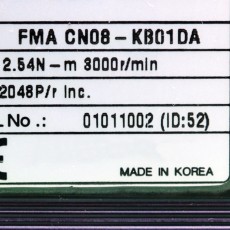 FMA CN08-KB01DA
2.54N-m 3000r/min
2048P/r Inc.
No.: 01011002 (ID:52)
MADE IN KOREA